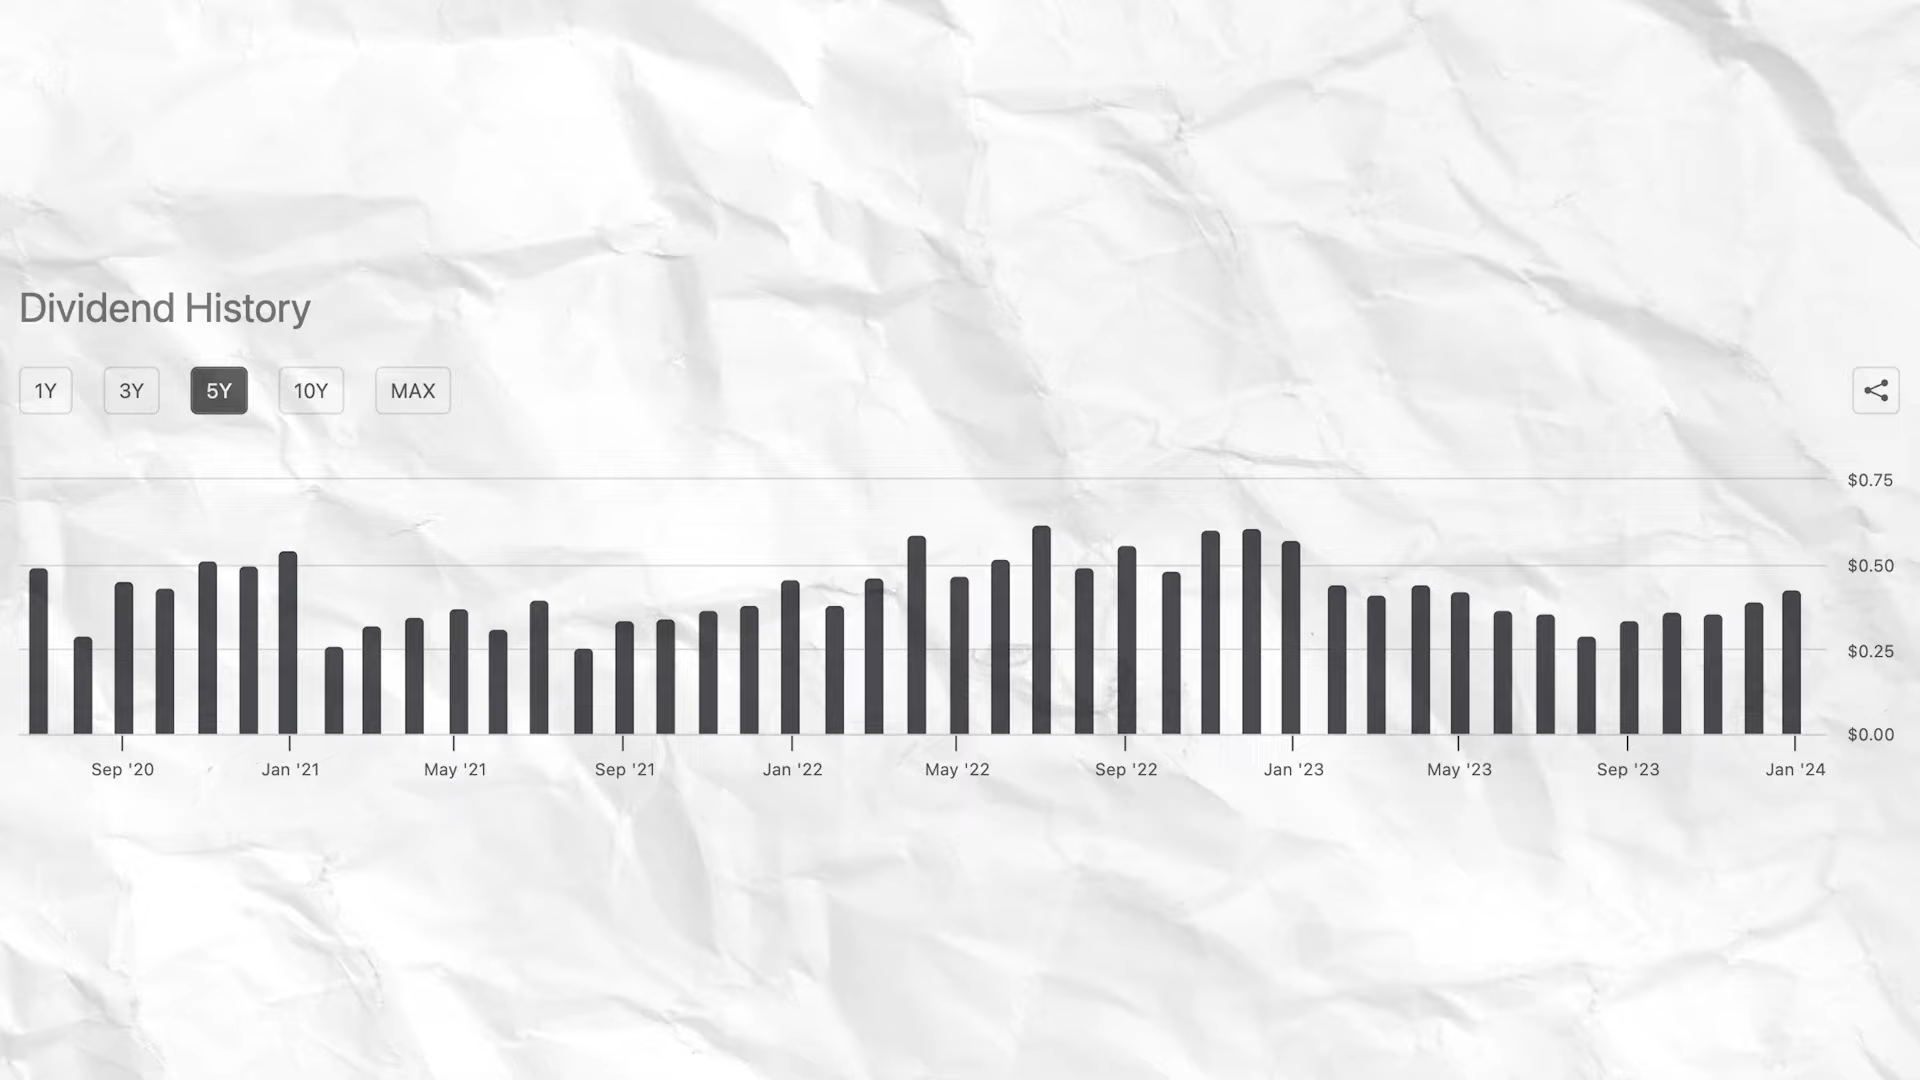 Dividend History
1Y 3Y 5Y 10Y MAX
$0.75
$0.50
$0.25
$0.00
Sep '20 Jan '21 May '21 Sep '21 Jan '22 May '22 Sep '22 Jan '23 May '23 Sep '23 Jan '24